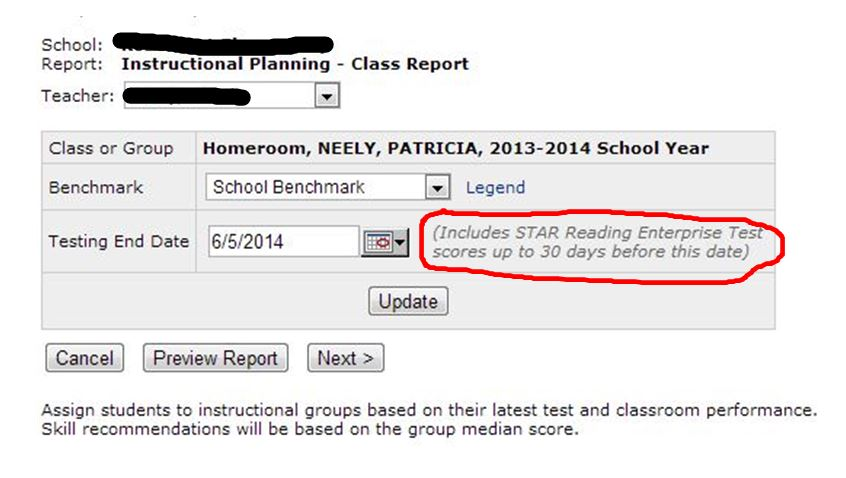 School:
Report: Instructional Planning - Class Report
Teacher:
Class or Group Homeroom, NEELY, PATRICIA, 2013-2014 School Year
Benchmark School Benchmark Legend
Testing End Date 6/5/2014 (Includes STAR Reading Enterprise Test
scores up to 30 days before this date)
Update
Cancel Preview Report Next >
Assign students to instructional groups based on their latest test and classroom performance.
Skill recommendations will be based on the group median score.